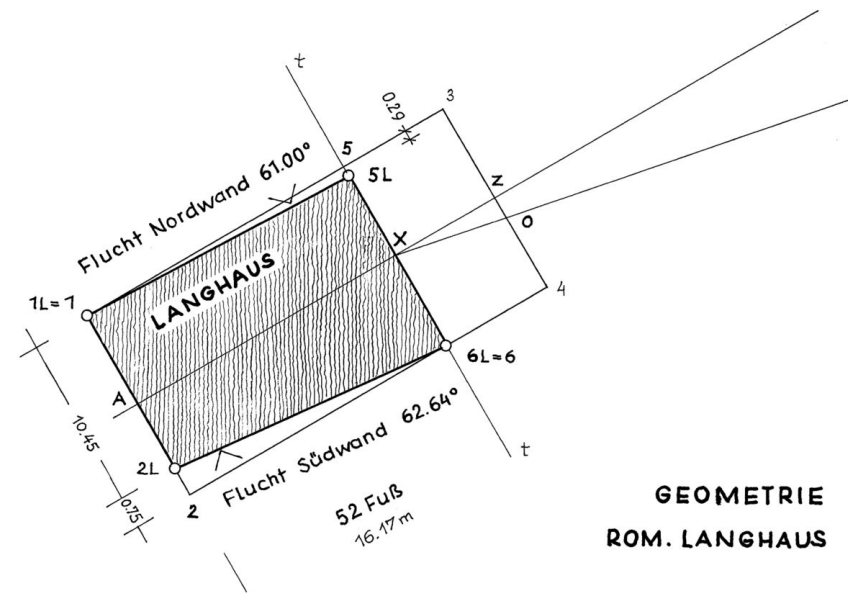 t
3
0.29
5
Flucht Nordwand 61.00°
5L
Z
O
X
LANGHAUS
1L=1
4
6L=6
A
10.45
2L
Flucht Südwand 62.64°
t
0.75
2
52 Fuß
16.17m
GEOMETRIE
ROM. LANGHAUS